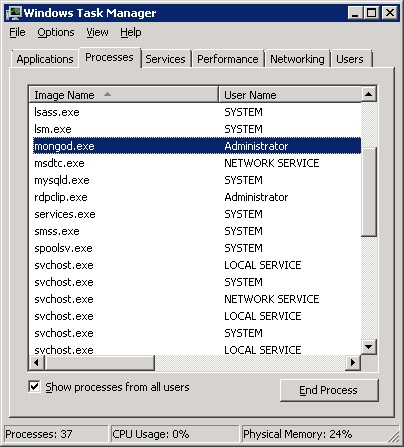 Windows Task Manager
File Options View Help
Applications Processes Services Performance Networking Users
Image Name User Name
lsass.exe SYSTEM
lsm.exe SYSTEM
mongod.exe Administrator
msdtc.exe NETWORK SERVICE
mysqld.exe SYSTEM
rdpclip.exe Administrator
services.exe SYSTEM
smss.exe SYSTEM
spoolsv.exe SYSTEM
svchost.exe LOCAL SERVICE
svchost.exe SYSTEM
svchost.exe NETWORK SERVICE
svchost.exe LOCAL SERVICE
svchost.exe SYSTEM
svchost.exe LOCAL SERVICE
Show processes from all users End Process
Processes: 37 CPU Usage: 0% Physical Memory: 24%